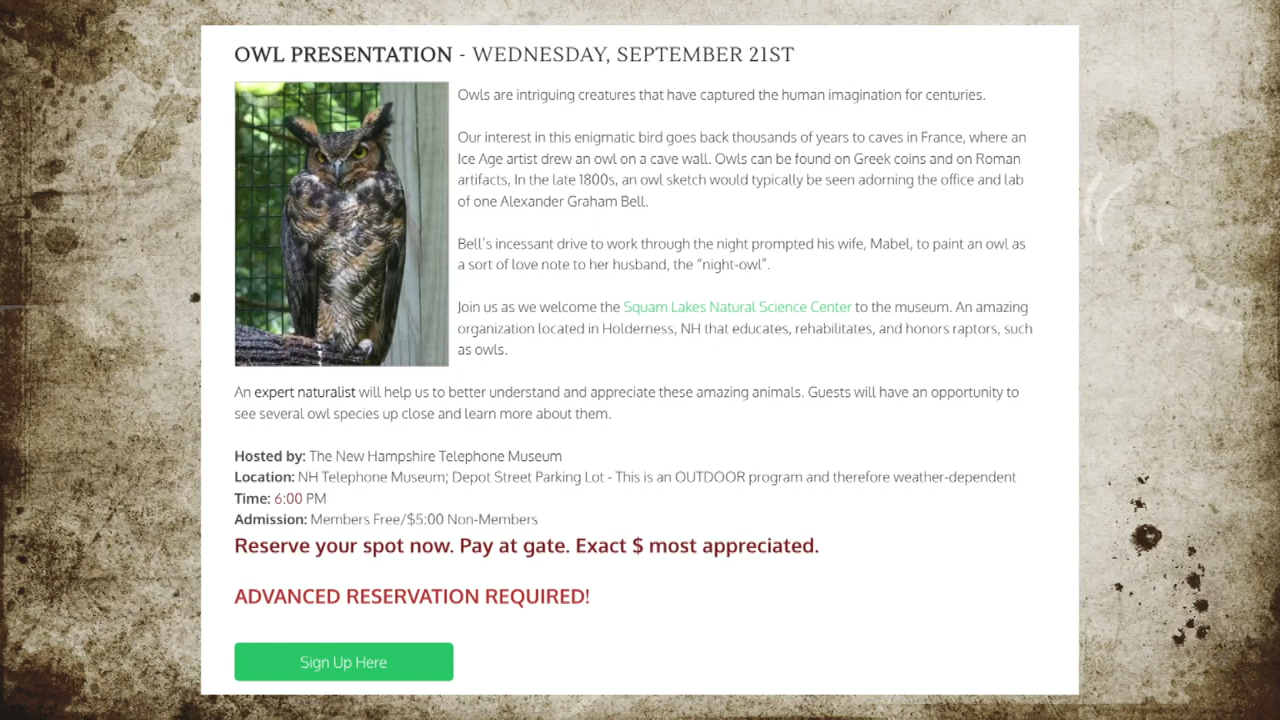 OWL PRESENTATION - WEDNESDAY, SEPTEMBER 21ST
Owls are intriguing creatures that have captured the human imagination for centuries.
Our interest in this enigmatic bird goes back thousands of years to caves in France, where an
Ice Age artist drew an owl on a cave wall. Owls can be found on Greek coins and on Roman
artifacts, In the late 1800s, an owl sketch would typically be seen adorning the office and lab
of one Alexander Graham Bell.
Bell's incessant drive to work through the night prompted his wife, Mabel, to paint an owl as
a sort of love note to her husband, the “night-owl”.
Join us as we welcome the Squam Lakes Natural Science Center to the museum. An amazing
organization located in Holderness, NH that educates, rehabilitates, and honors raptors, such
as owls.
An expert naturalist will help us to better understand and appreciate these amazing animals. Guests will have an opportunity to
see several owl species up close and learn more about them.
Hosted by: The New Hampshire Telephone Museum
Location: NH Telephone Museum; Depot Street Parking Lot - This is an OUTDOOR program and therefore weather-dependent
Time: 6:00 PM
Admission: Members Free/$5:00 Non-Members
Reserve your spot now. Pay at gate. Exact $ most appreciated.
ADVANCED RESERVATION REQUIRED!
Sign Up Here